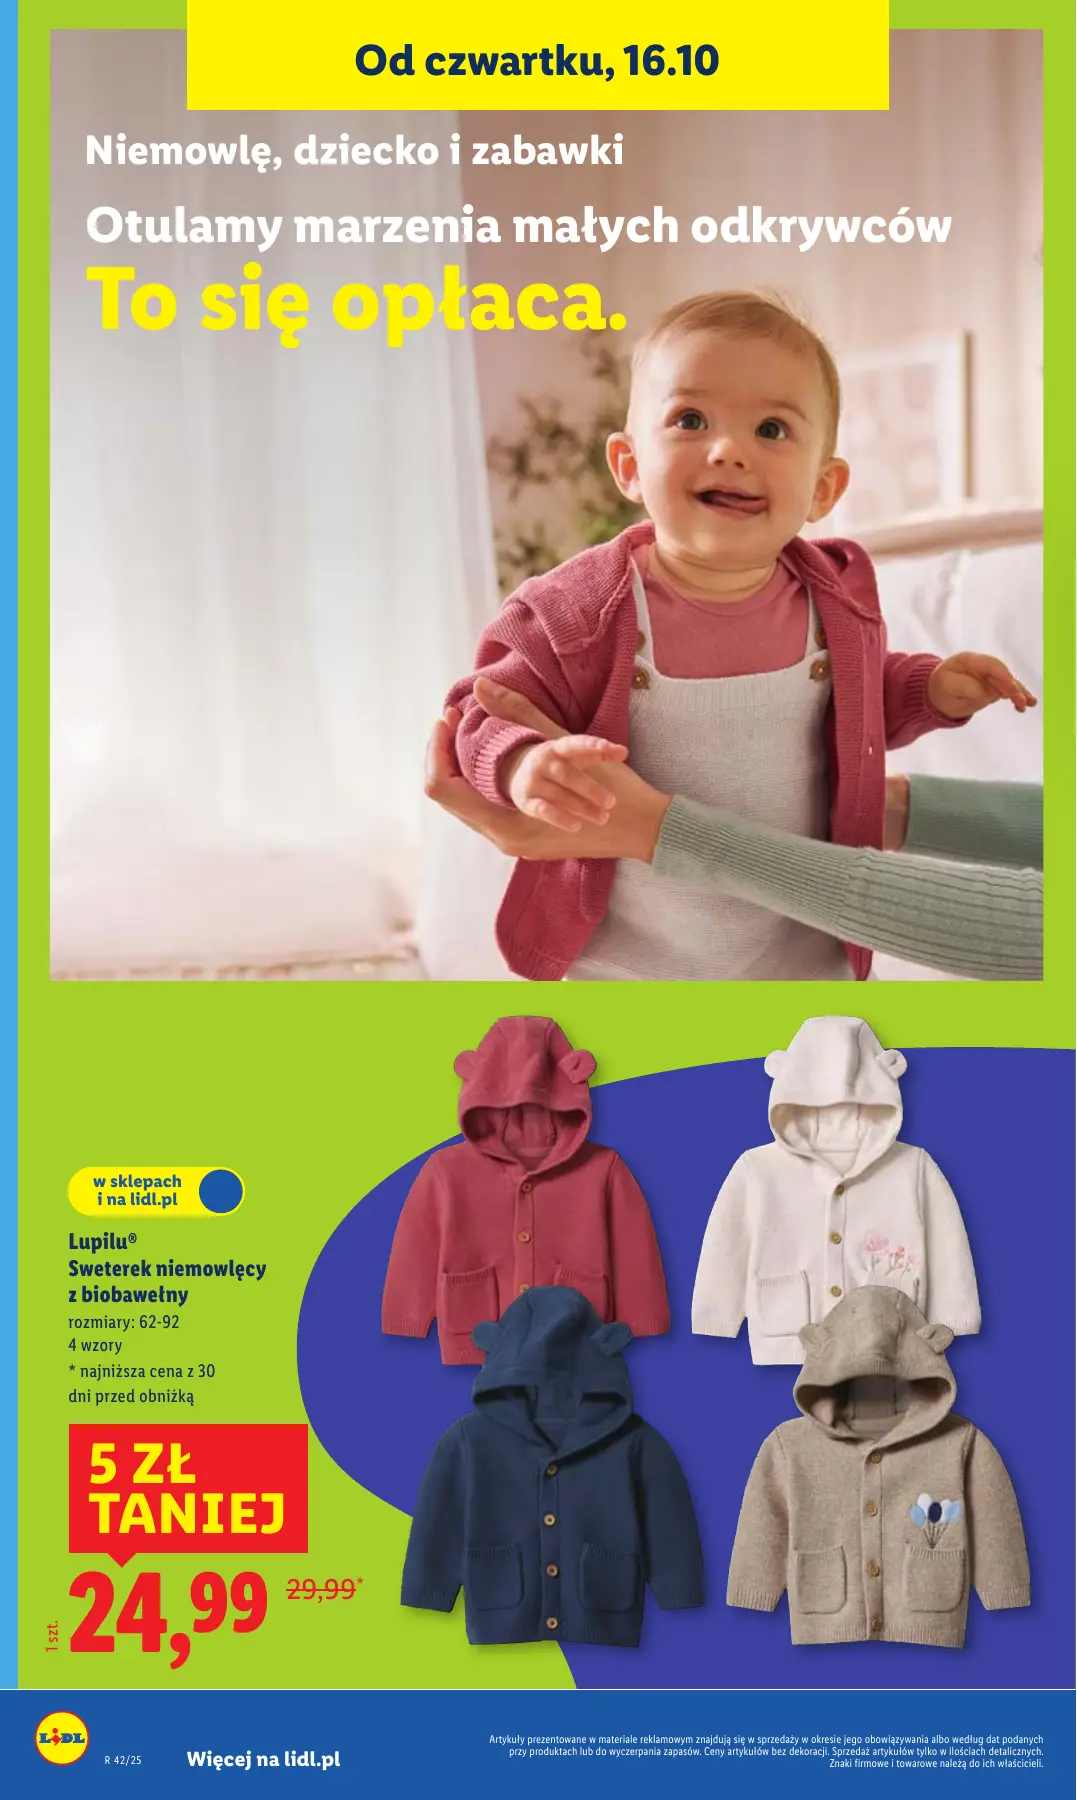 Od czwartku, 16.10
Niemowlę, dziecko i zabawki
Otulamy marzenia małych odkrywców
To się opłaca.
w sklepach
i na lidl.pl
Lupilu®
Sweterek niemowlęcy
z biobawełny
rozmiary: 62-92
4 wzory
* najniższa cena z 30
dni przed obniżką
5 ZŁ
TANIEJ
1 szt.
24,99
29,99*
LIDL
R 42/25
Więcej na lidl.pl
Artykuły prezentowane w materiale reklamowym znajdują się w sprzedaży w okresie jego obowiązywania albo według dat podanych
przy produktach lub do wyczerpania zapasów. Ceny artykułów bez dekoracji. Sprzedaż artykułów tylko w ilościach detalicznych.
Znaki firmowe i towarowe należą do ich właścicieli.